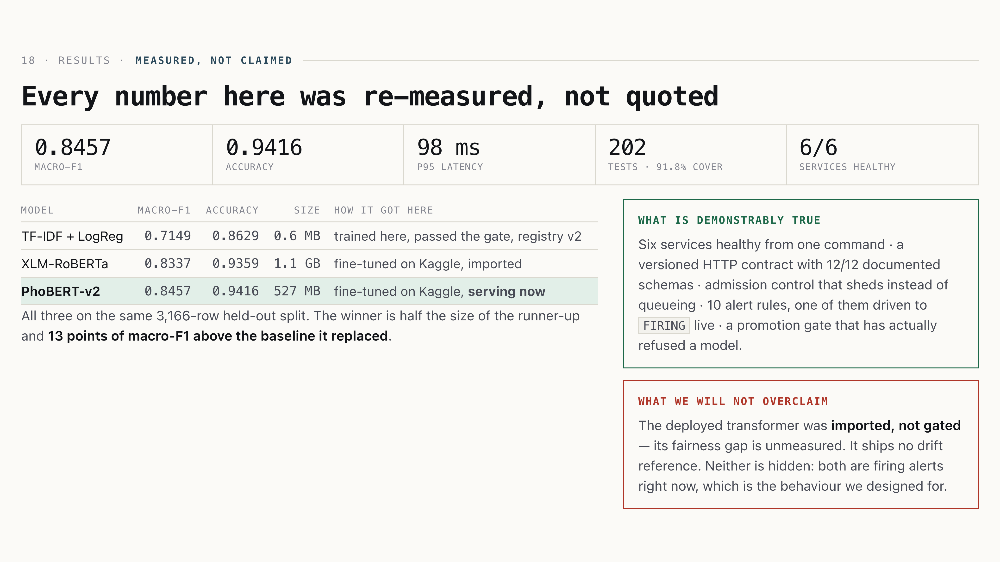 18 · RESULTS · MEASURED, NOT CLAIMED
Every number here was re–measured, not quoted
0.8457
MACRO–F1
0.9416
ACCURACY
98 ms
P95 LATENCY
202
TESTS · 91.8% COVER
6/6
SERVICES HEALTHY
MODEL MACRO–F1 ACCURACY SIZE HOW IT GOT HERE
TF-IDF + LogReg 0.7149 0.8629 0.6 MB trained here, passed the gate, registry v2
XLM-RoBERTa 0.8337 0.9359 1.1 GB fine-tuned on Kaggle, imported
PhoBERT-v2 0.8457 0.9416 527 MB fine-tuned on Kaggle, serving now
All three on the same 3,166-row held-out split. The winner is half the size of the runner-up
and 13 points of macro-F1 above the baseline it replaced.
WHAT IS DEMONSTRABLY TRUE
Six services healthy from one command · a
versioned HTTP contract with 12/12 documented
schemas · admission control that sheds instead of
queueing · 10 alert rules, one of them driven to
FIRING live · a promotion gate that has actually
refused a model.
WHAT WE WILL NOT OVERCLAIM
The deployed transformer was imported, not gated
— its fairness gap is unmeasured. It ships no drift
reference. Neither is hidden: both are firing alerts
right now, which is the behaviour we designed for.